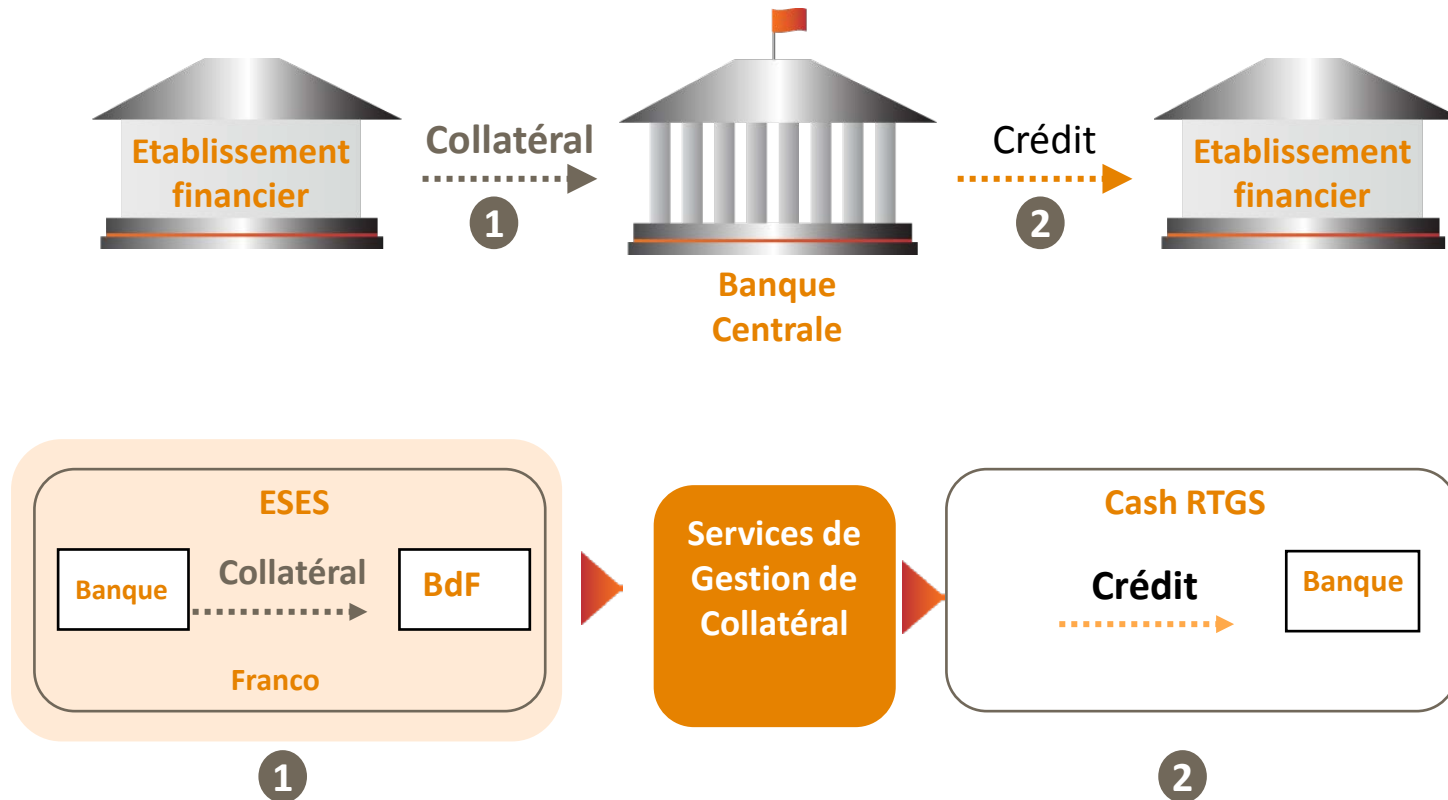 Etablissement
financier
Collatéral
1
Banque
Centrale
Crédit
2
Etablissement
financier
ESES
Banque
Collatéral
BdF
Franco
1
Services de
Gestion de
Collatéral
Cash RTGS
Crédit
Banque
2